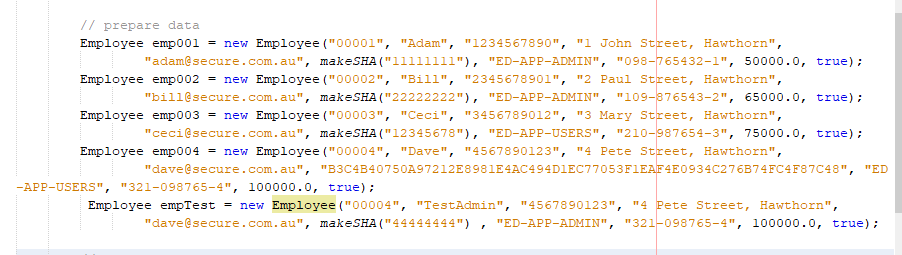 // prepare data
Employee emp001 = new Employee("00001", "Adam", "1234567890", "1 John Street, Hawthorn",
"adam@secure.com.au", makeSHA("11111111"), "ED-APP-ADMIN", "098-765432-1", 50000.0, true);
Employee emp002 = new Employee("00002", "Bill", "2345678901", "2 Paul Street, Hawthorn",
"bill@secure.com.au", makeSHA("22222222"), "ED-APP-ADMIN", "109-876543-2", 65000.0, true);
Employee emp003 = new Employee("00003", "Ceci", "3456789012", "3 Mary Street, Hawthorn",
"ceci@secure.com.au", makeSHA("12345678"), "ED-APP-USERS", "210-987654-3", 75000.0, true);
Employee emp004 = new Employee("00004", "Dave", "4567890123", "4 Pete Street, Hawthorn",
"dave@secure.com.au", "B3C4B40750A97212E8981E4AC494D1EC77053F1EAF4E0934C276B74FC4F87C48", "ED
-APP-USERS", "321-098765-4", 100000.0, true);
Employee empTest = new Employee("00004", "TestAdmin", "4567890123", "4 Pete Street, Hawthorn",
"dave@secure.com.au", makeSHA("44444444") , "ED-APP-ADMIN", "321-098765-4", 100000.0, true);